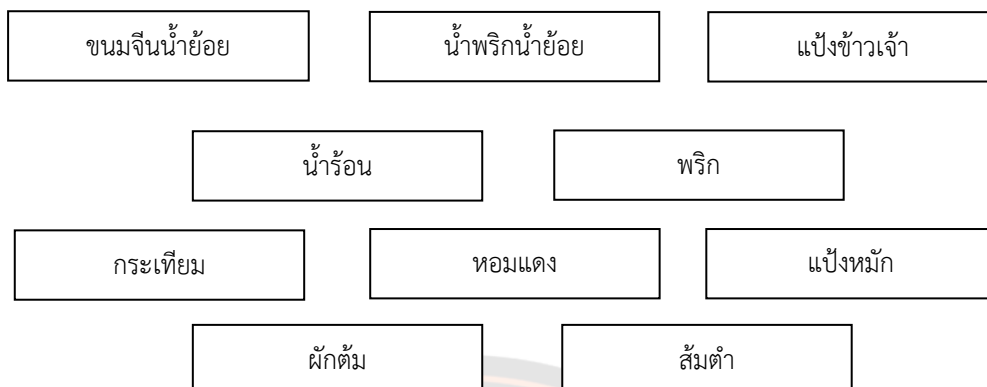 ขนมจีนน้ำย้อย
น้ำพริกน้ำย้อย
แป้งข้าวเจ้า
น้ำร้อน
พริก
กระเทียม
หอมแดง
แป้งหมัก
ผักต้ม
ส้มตำ